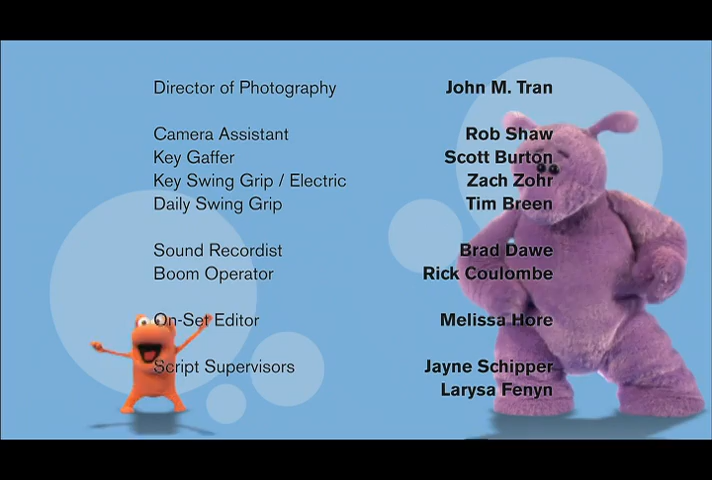 Director of Photography John M. Tran
Camera Assistant Rob Shaw
Key Gaffer Scott Burton
Key Swing Grip / Electric Zach Zohr
Daily Swing Grip Tim Breen
Sound Recordist Brad Dawe
Boom Operator Rick Coulombe
On-Set Editor Melissa Hore
Script Supervisors Jayne Schipper
Larysa Fenyn